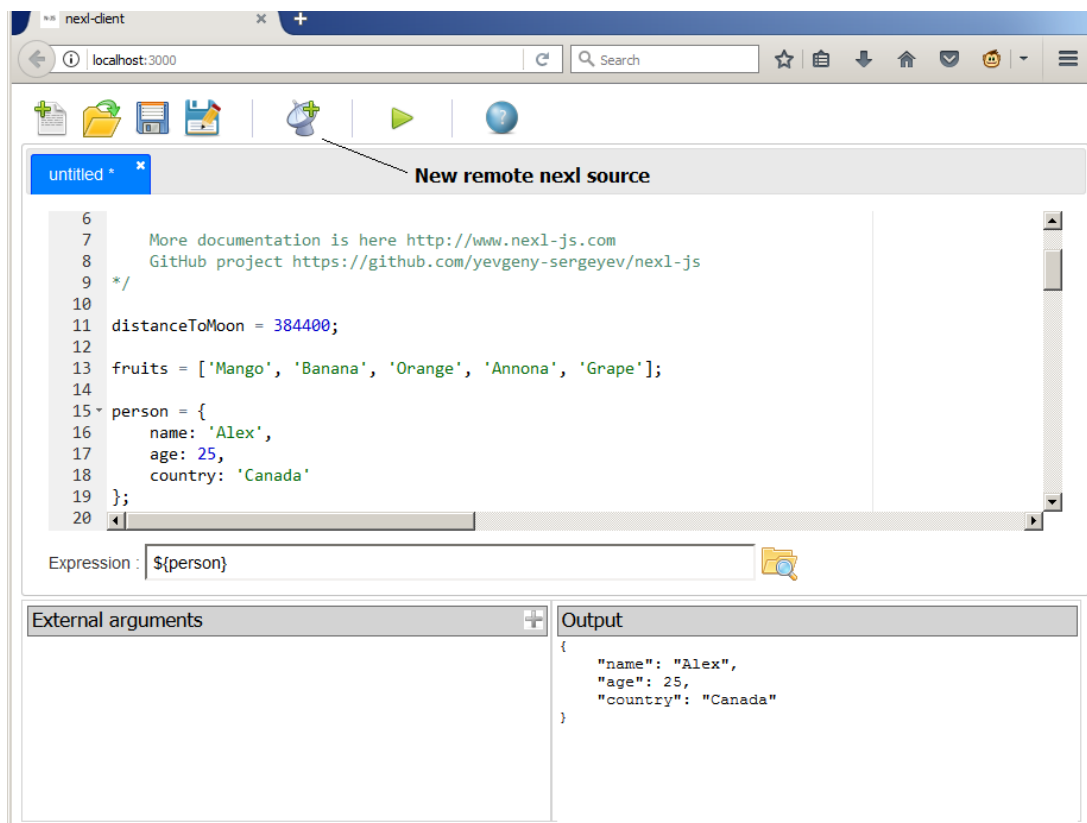 nexl-client
localhost:3000
Search
New remote nexl source
untitled *
6
7 More documentation is here http://www.nexl-js.com
8 GitHub project https://github.com/yevgeny-sergeyev/nexl-js
9 */
10
11 distanceToMoon = 384400;
12
13 fruits = ['Mango', 'Banana', 'Orange', 'Annona', 'Grape'];
14
15 person = {
16 name: 'Alex',
17 age: 25,
18 country: 'Canada'
19 };
20
Expression : ${person}
External arguments
Output
{
"name": "Alex",
"age": 25,
"country": "Canada"
}